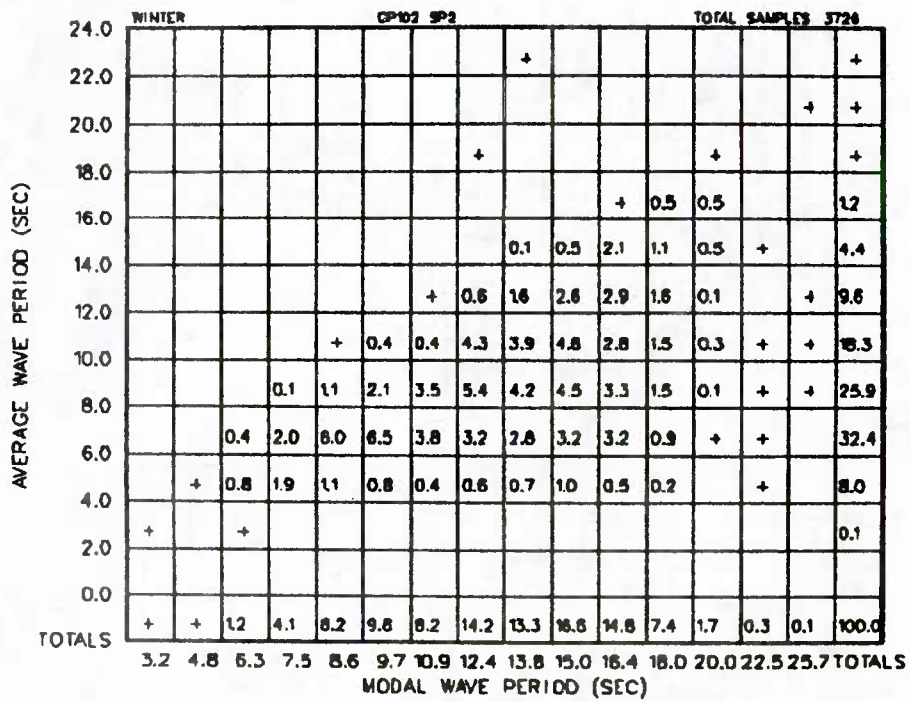 WINTER CP102 SP2 TOTAL SAMPLES 3726
24.0
+ +
22.0
+ +
20.0
+ + +
18.0
+ 0.5 0.5 1.2
16.0
0.1 0.5 2.1 1.1 0.5 + 4.4
14.0
+ 0.6 1.6 2.6 2.9 1.6 0.1 + 9.6
12.0
+ 0.4 0.4 4.3 3.9 4.8 2.8 1.5 0.3 + + 18.3
10.0
0.1 1.1 2.1 3.5 5.4 4.2 4.5 3.3 1.5 0.1 + + 25.9
8.0
0.4 2.0 6.0 6.5 3.8 3.2 2.8 3.2 3.2 0.9 + + 32.4
6.0
+ 0.8 1.9 1.1 0.8 0.4 0.6 0.7 1.0 0.5 0.2 + 8.0
4.0
+ + 0.1
2.0
0.0
TOTALS + + 1.2 4.1 8.2 9.8 8.2 14.2 13.3 16.6 14.8 7.4 1.7 0.3 0.1 100.0
3.2 4.8 6.3 7.5 8.6 9.7 10.9 12.4 13.8 15.0 16.4 18.0 20.0 22.5 25.7 TOTALS
MODAL WAVE PERIOD (SEC)
AVERAGE WAVE PERIOD (SEC)